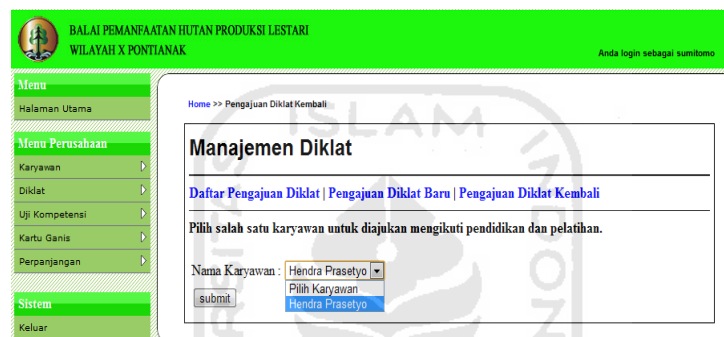 BALAI PEMANFAATAN HUTAN PRODUKSI LESTARI
WILAYAH X PONTIANAK
Anda login sebagai sumitomo
Menu
Halaman Utama
Menu Perusahaan
Karyawan
Diklat
Uji Kompetensi
Kartu Ganis
Perpanjangan
Sistem
Keluar
Home >> Pengajuan Diklat Kembali
Manajemen Diklat
Daftar Pengajuan Diklat | Pengajuan Diklat Baru | Pengajuan Diklat Kembali
Pilih salah satu karyawan untuk diajukan mengikuti pendidikan dan pelatihan.
Nama Karyawan : Hendra Prasetyo
Pilih Karyawan
Hendra Prasetyo
submit
ISLAM